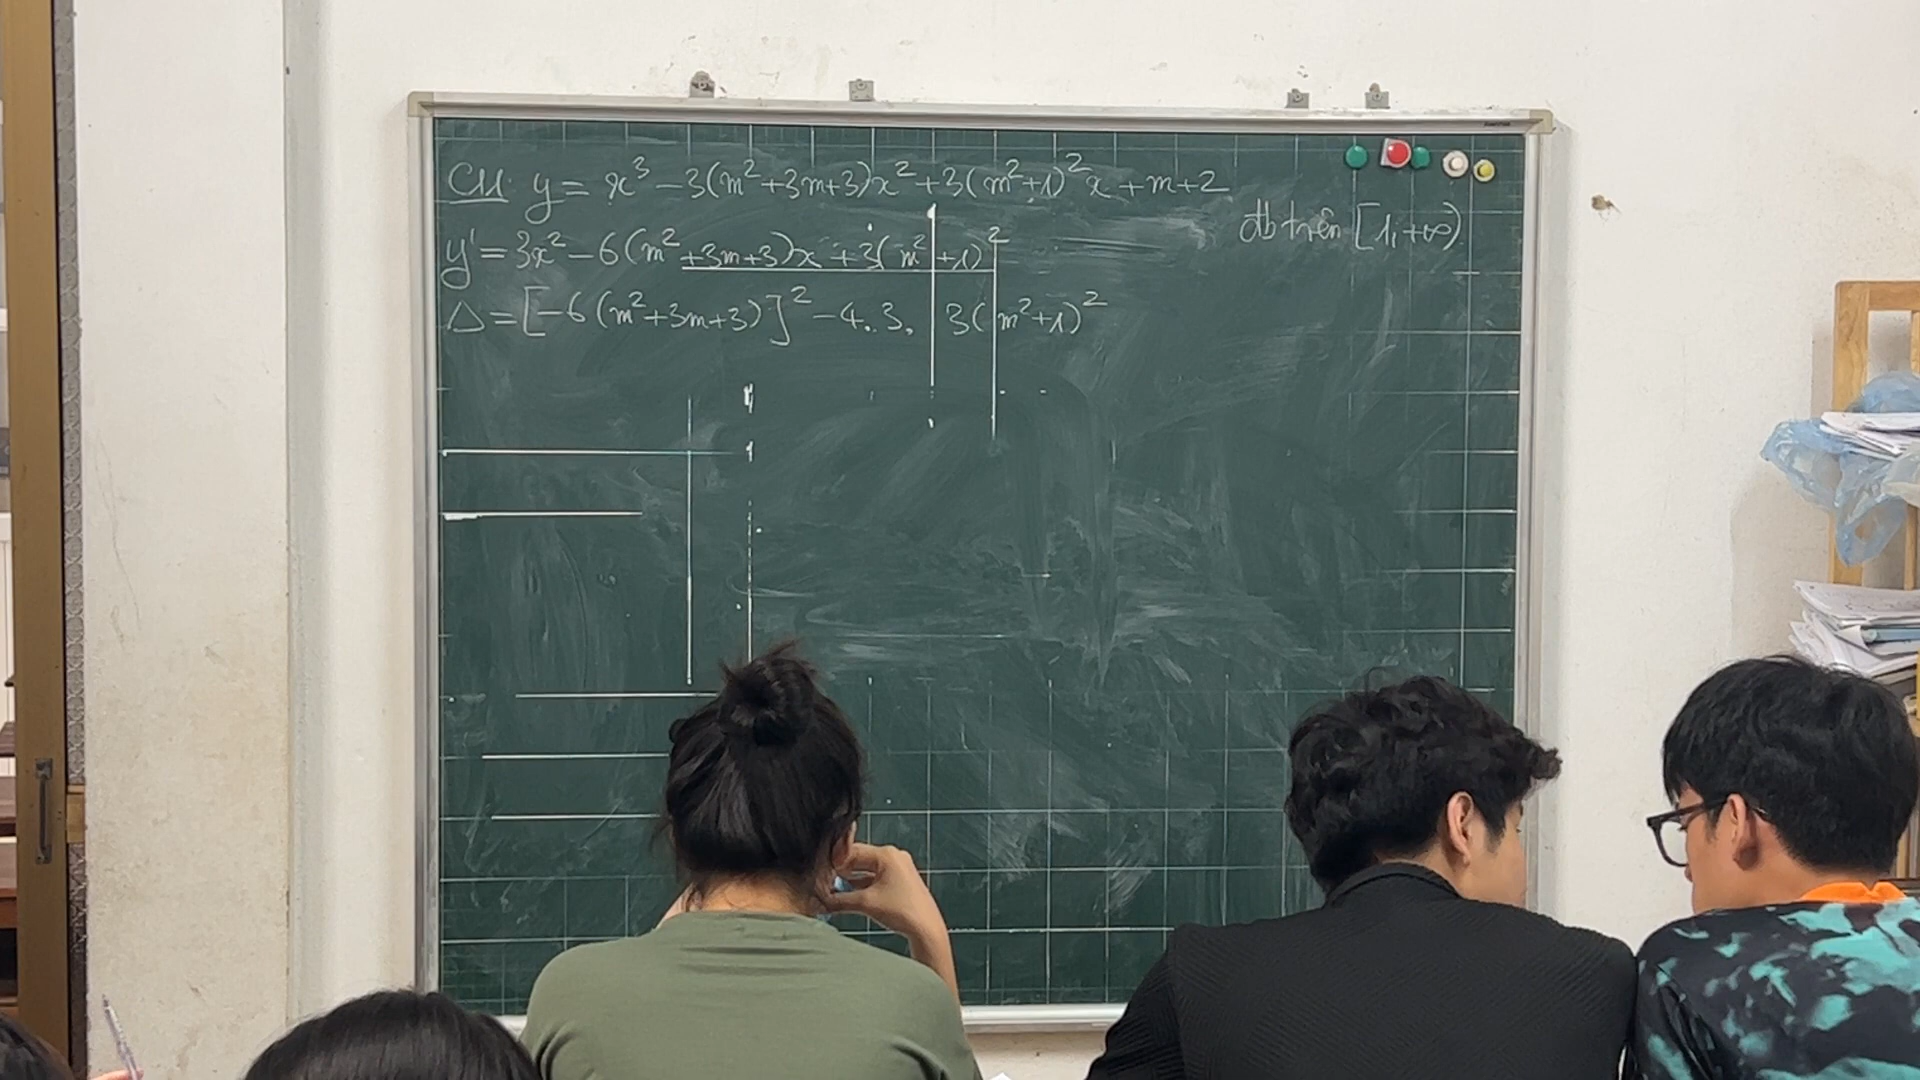 CM: y = x³ - 3(m²+3m+3)x² + 3(m²+1)²x + m+2
đb trên [1, +∞)
y' = 3x² - 6(m²+3m+3)x + 3(m²+1)²
Δ = [-6(m²+3m+3)]² - 4.3. 3(m²+1)²